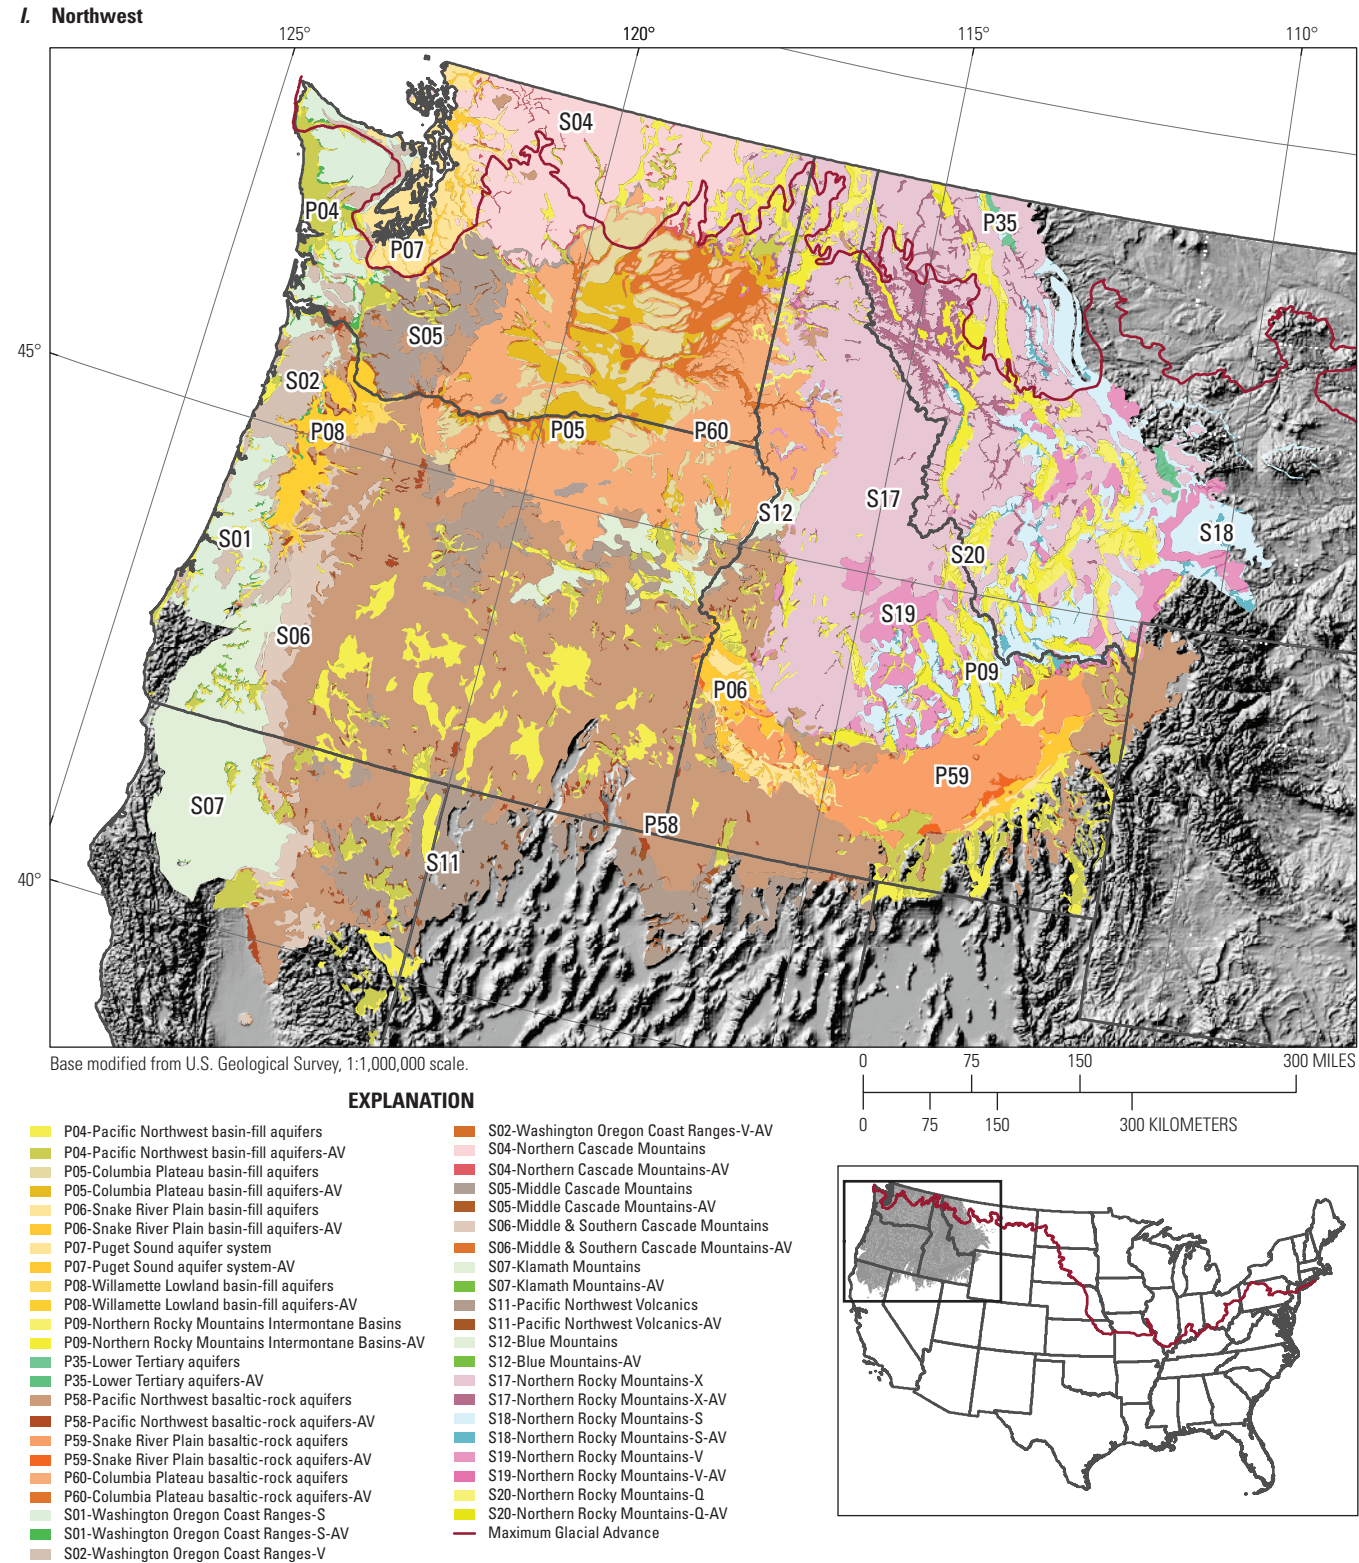 I. Northwest
125°
120°
115°
110°
45°
40°
S04
P04
P07
P35
S05
S02
P08
P05
P60
S12
S17
S18
S01
S20
S06
S19
P09
P06
P59
S07
P58
S11
Base modified from U.S. Geological Survey, 1:1,000,000 scale.
0 75 150 300 MILES
0 75 150 300 KILOMETERS
EXPLANATION
P04-Pacific Northwest basin-fill aquifers
P04-Pacific Northwest basin-fill aquifers-AV
P05-Columbia Plateau basin-fill aquifers
P05-Columbia Plateau basin-fill aquifers-AV
P06-Snake River Plain basin-fill aquifers
P06-Snake River Plain basin-fill aquifers-AV
P07-Puget Sound aquifer system
P07-Puget Sound aquifer system-AV
P08-Willamette Lowland basin-fill aquifers
P08-Willamette Lowland basin-fill aquifers-AV
P09-Northern Rocky Mountains Intermontane Basins
P09-Northern Rocky Mountains Intermontane Basins-AV
P35-Lower Tertiary aquifers
P35-Lower Tertiary aquifers-AV
P58-Pacific Northwest basaltic-rock aquifers
P58-Pacific Northwest basaltic-rock aquifers-AV
P59-Snake River Plain basaltic-rock aquifers
P59-Snake River Plain basaltic-rock aquifers-AV
P60-Columbia Plateau basaltic-rock aquifers
P60-Columbia Plateau basaltic-rock aquifers-AV
S01-Washington Oregon Coast Ranges-S
S01-Washington Oregon Coast Ranges-S-AV
S02-Washington Oregon Coast Ranges-V
S02-Washington Oregon Coast Ranges-V-AV
S04-Northern Cascade Mountains
S04-Northern Cascade Mountains-AV
S05-Middle Cascade Mountains
S05-Middle Cascade Mountains-AV
S06-Middle & Southern Cascade Mountains
S06-Middle & Southern Cascade Mountains-AV
S07-Klamath Mountains
S07-Klamath Mountains-AV
S11-Pacific Northwest Volcanics
S11-Pacific Northwest Volcanics-AV
S12-Blue Mountains
S12-Blue Mountains-AV
S17-Northern Rocky Mountains-X
S17-Northern Rocky Mountains-X-AV
S18-Northern Rocky Mountains-S
S18-Northern Rocky Mountains-S-AV
S19-Northern Rocky Mountains-V
S19-Northern Rocky Mountains-V-AV
S20-Northern Rocky Mountains-Q
S20-Northern Rocky Mountains-Q-AV
Maximum Glacial Advance